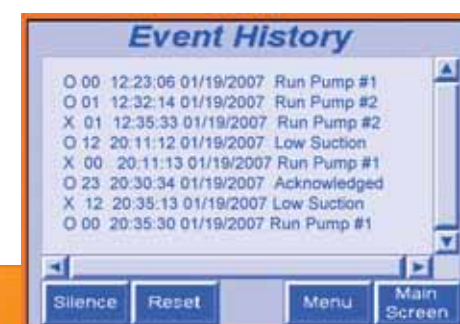 Event History
O 00 12:23:06 01/19/2007 Run Pump #1
O 01 12:32:14 01/19/2007 Run Pump #2
X 01 12:35:33 01/19/2007 Run Pump #2
O 12 20:11:12 01/19/2007 Low Suction
X 00 20:11:13 01/19/2007 Run Pump #1
O 23 20:30:34 01/19/2007 Acknowledged
X 12 20:35:13 01/19/2007 Low Suction
O 00 20:35:30 01/19/2007 Run Pump #1
Silence Reset Menu Main Screen